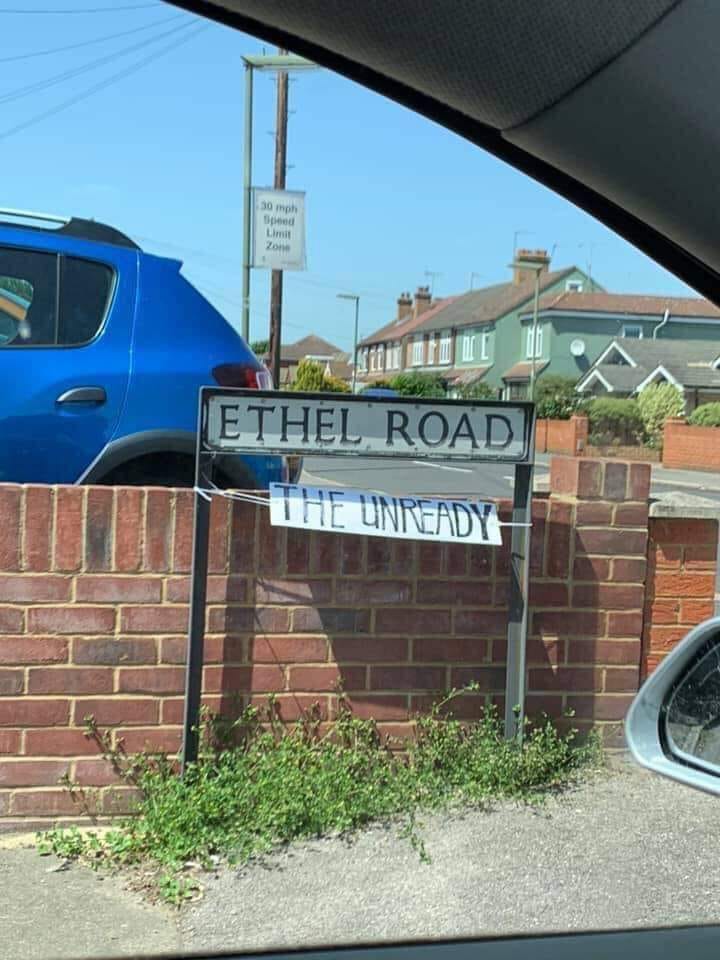 30 mph
Speed
Limit
Zone
ETHEL ROAD
THE UNREADY